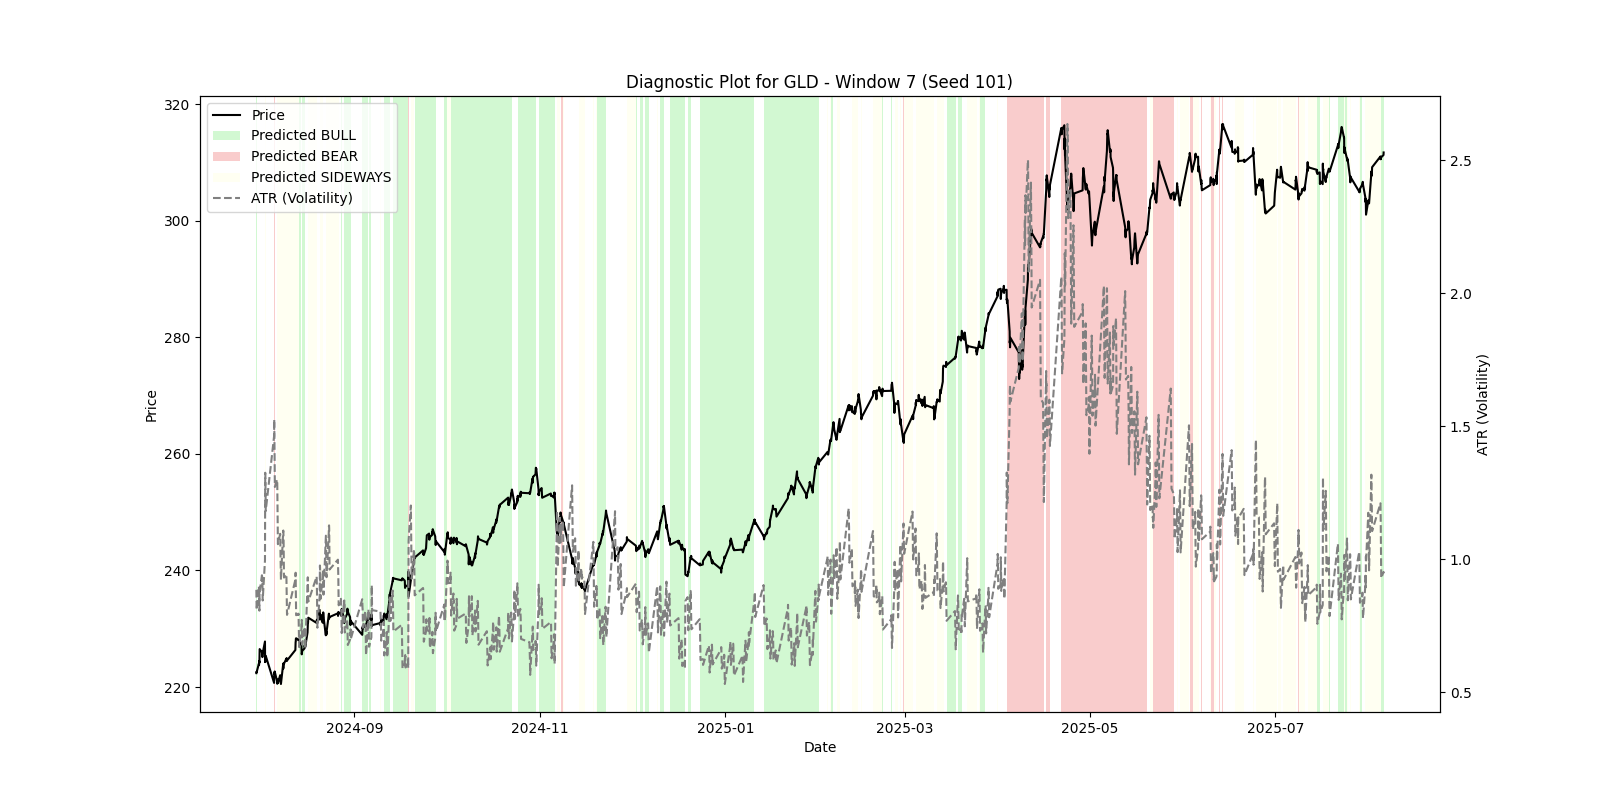 Diagnostic Plot for GLD - Window 7 (Seed 101)
Price
Predicted BULL
Predicted BEAR
Predicted SIDEWAYS
ATR (Volatility)
320
300
280
260
240
220
Price
2.5
2.0
1.5
1.0
0.5
ATR (Volatility)
2024-09
2024-11
2025-01
2025-03
2025-05
2025-07
Date